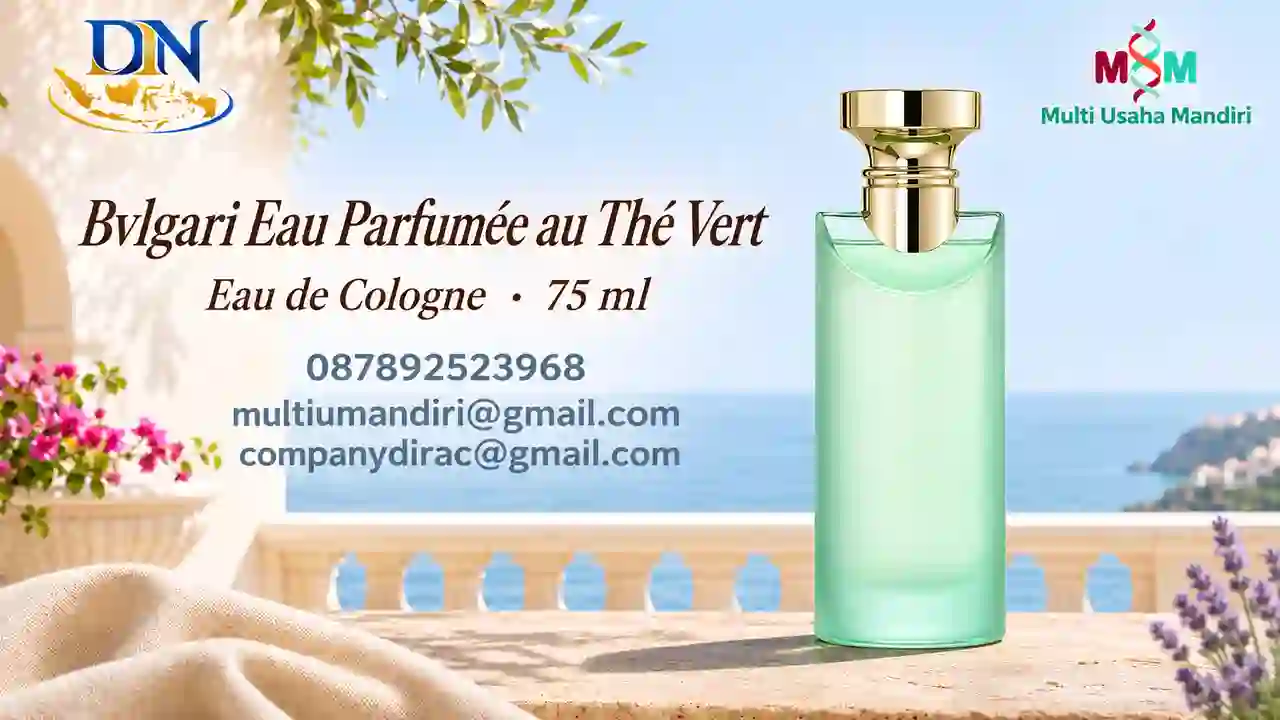 DN
MSM
Multi Usaha Mandiri
Bvlgari Eau Parfumée au Thé Vert
Eau de Cologne • 75 ml
087892523968
multiumandiri@gmail.com
companydirac@gmail.com